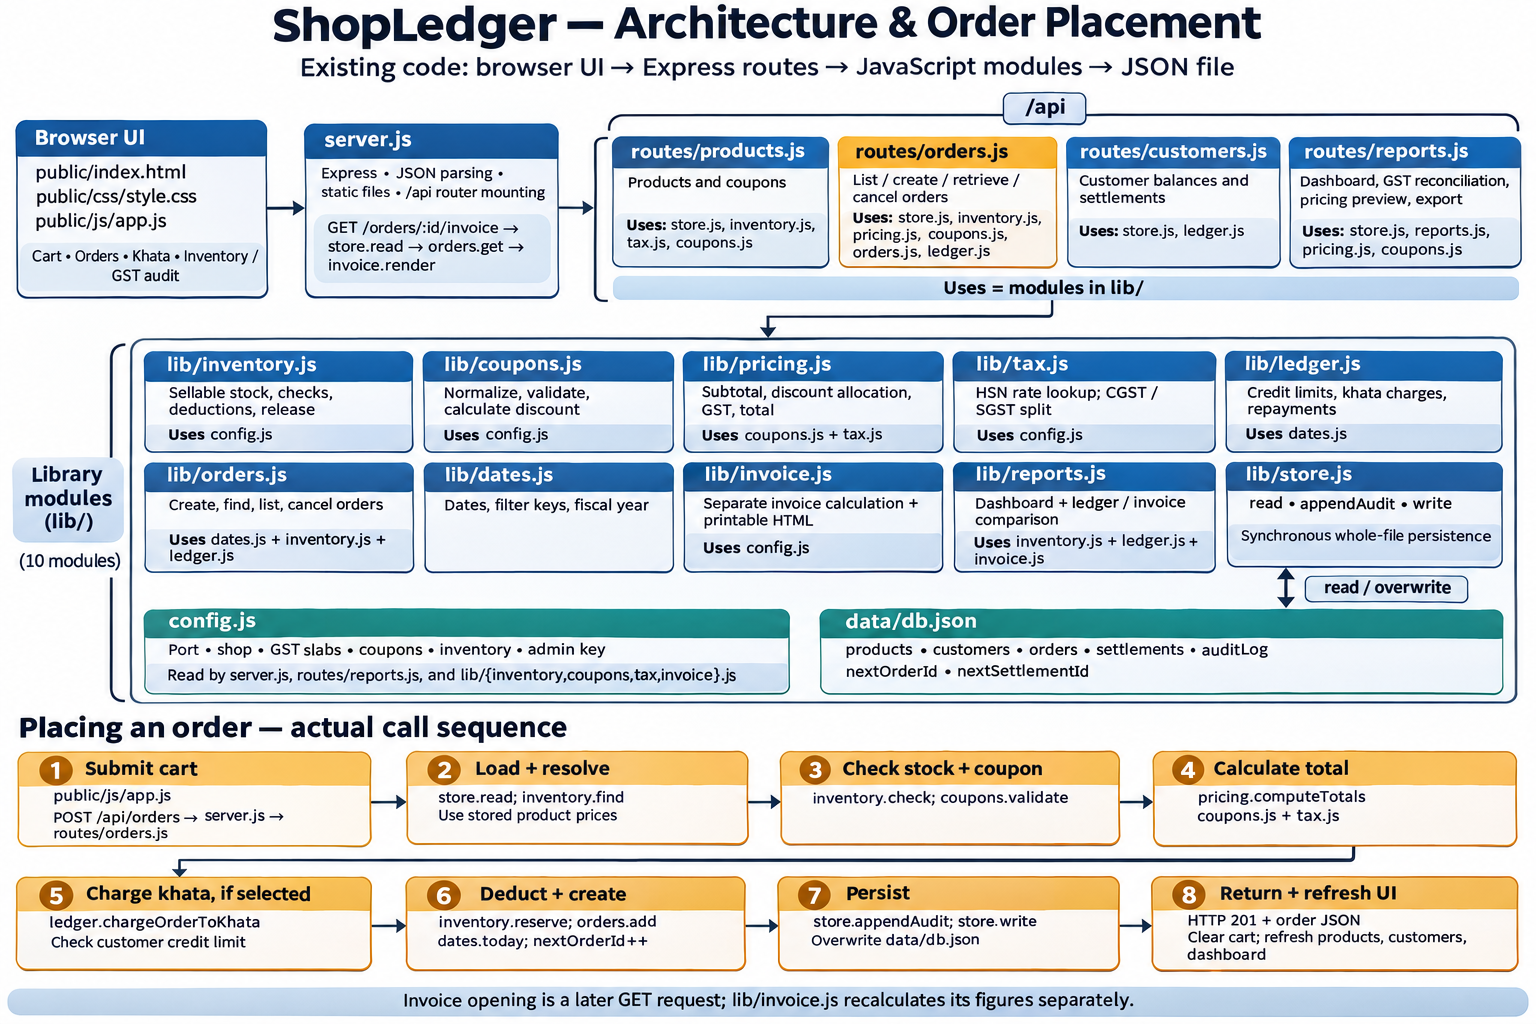 ShopLedger — Architecture & Order Placement
Existing code: browser UI → Express routes → JavaScript modules → JSON file
/api
Browser UI
public/index.html
public/css/style.css
public/js/app.js
Cart • Orders • Khata • Inventory /
GST audit
server.js
Express • JSON parsing •
static files • /api router mounting
GET /orders/:id/invoice →
store.read → orders.get →
invoice.render
routes/products.js
Products and coupons
Uses: store.js, inventory.js,
tax.js, coupons.js
routes/orders.js
List / create / retrieve /
cancel orders
Uses: store.js, inventory.js,
pricing.js, coupons.js,
orders.js, ledger.js
routes/customers.js
Customer balances and
settlements
Uses: store.js, ledger.js
routes/reports.js
Dashboard, GST reconciliation,
pricing preview, export
Uses: store.js, reports.js,
pricing.js, coupons.js
Uses = modules in lib/
Library
modules
(lib/)
(10 modules)
lib/inventory.js
Sellable stock, checks,
deductions, release
Uses config.js
lib/coupons.js
Normalize, validate,
calculate discount
Uses config.js
lib/pricing.js
Subtotal, discount allocation,
GST, total
Uses coupons.js + tax.js
lib/tax.js
HSN rate lookup; CGST /
SGST split
Uses config.js
lib/ledger.js
Credit limits, khata charges,
repayments
Uses dates.js
lib/orders.js
Create, find, list, cancel orders
Uses dates.js + inventory.js +
ledger.js
lib/dates.js
Dates, filter keys, fiscal year
lib/invoice.js
Separate invoice calculation +
printable HTML
Uses config.js
lib/reports.js
Dashboard + ledger / invoice
comparison
Uses inventory.js + ledger.js +
invoice.js
lib/store.js
read • appendAudit • write
Synchronous whole-file persistence
read / overwrite
config.js
Port • shop • GST slabs • coupons • inventory • admin key
Read by server.js, routes/reports.js, and lib/{inventory,coupons,tax,invoice}.js
data/db.json
products • customers • orders • settlements • auditLog
nextOrderId • nextSettlementId
Placing an order — actual call sequence
1 Submit cart
public/js/app.js
POST /api/orders → server.js →
routes/orders.js
2 Load + resolve
store.read; inventory.find
Use stored product prices
3 Check stock + coupon
inventory.check; coupons.validate
4 Calculate total
pricing.computeTotals
coupons.js + tax.js
5 Charge khata, if selected
ledger.chargeOrderToKhata
Check customer credit limit
6 Deduct + create
inventory.reserve; orders.add
dates.today; nextOrderId++
7 Persist
store.appendAudit; store.write
Overwrite data/db.json
8 Return + refresh UI
HTTP 201 + order JSON
Clear cart; refresh products, customers,
dashboard
Invoice opening is a later GET request; lib/invoice.js recalculates its figures separately.